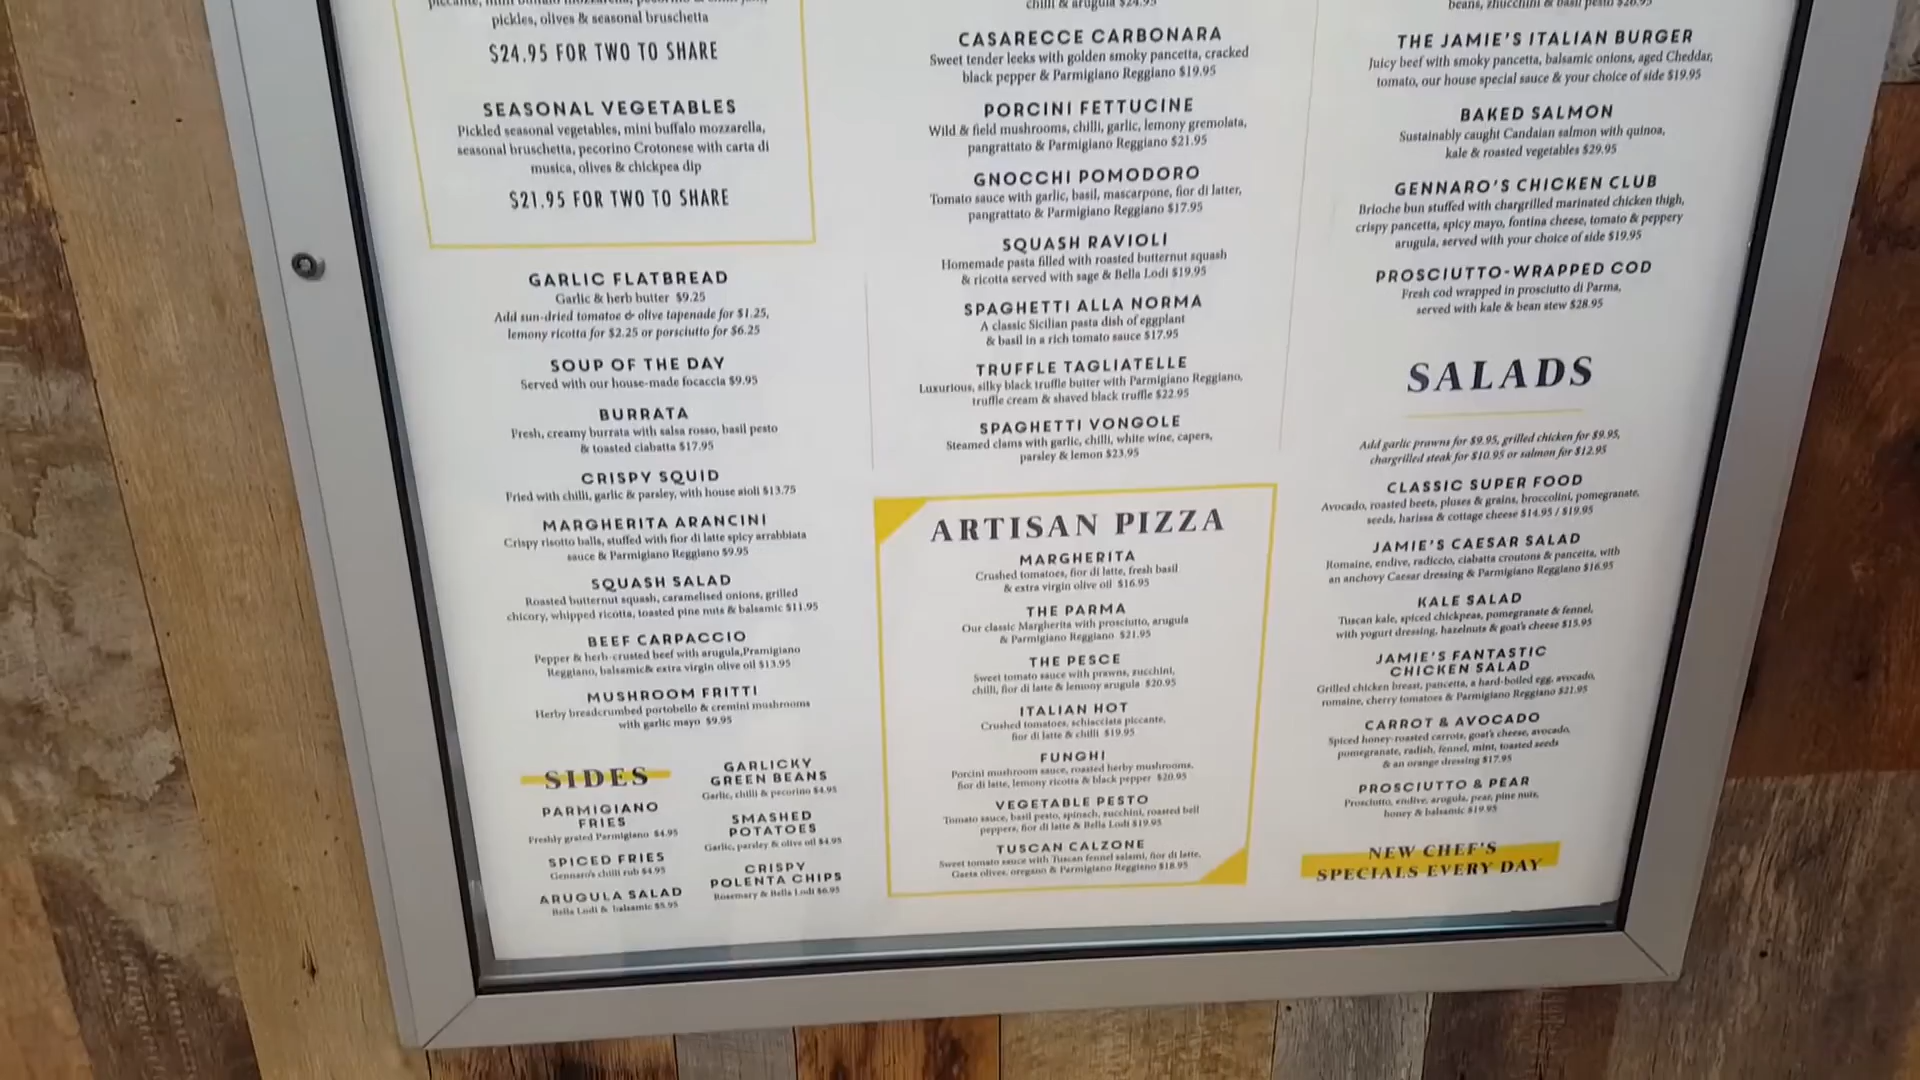 pickles, olives & seasonal bruschetta
$24.95 FOR TWO TO SHARE
SEASONAL VEGETABLES
Pickled seasonal vegetables, mini buffalo mozzarella,
seasonal bruschetta, pecorino Crotonese with carta di
musica, olives & chickpea dip
$21.95 FOR TWO TO SHARE
GARLIC FLATBREAD
Garlic & herb butter $9.25
Add sun-dried tomatoe & olive tapenade for $1.25,
lemony ricotta for $2.25 or porsciutto for $6.25
SOUP OF THE DAY
Served with our house-made focaccia $9.95
BURRATA
Fresh, creamy burrata with salsa rosso, basil pesto
& toasted ciabatta $17.95
CRISPY SQUID
Fried with chilli, garlic & parsley, with house aioli $13.75
MARGHERITA ARANCINI
Crispy risotto balls, stuffed with fior di latte spicy arrabbiata
sauce & Parmigiano Reggiano $9.95
SQUASH SALAD
Roasted butternut squash, caramelised onions, grilled
chicory, whipped ricotta, toasted pine nuts & balsamic $11.95
BEEF CARPACCIO
Pepper & herb-crusted beef with arugula,Pramigiano
Reggiano, balsamic& extra virgin olive oil $13.95
MUSHROOM FRITTI
Herby breadcrumbed portobello & cremini mushrooms
with garlic mayo $9.95
SIDES
PARMIGIANO
FRIES
Freshly grated Parmigiano $4.95
SPICED FRIES
Gennaro's chilli rub $4.95
ARUGULA SALAD
Bella Lodi & balsamic $5.95
GARLICKY
GREEN BEANS
Garlic, chilli & pecorino $4.95
SMASHED
POTATOES
Garlic, parsley & olive oil $4.95
CRISPY
POLENTA CHIPS
Rosemary & Bella Lodi $6.95
chilli & arugula $24.95
CASARECCE CARBONARA
Sweet tender leeks with golden smoky pancetta, cracked
black pepper & Parmigiano Reggiano $19.95
PORCINI FETTUCINE
Wild & field mushrooms, chilli, garlic, lemony gremolata,
pangrattato & Parmigiano Reggiano $21.95
GNOCCHI POMODORO
Tomato sauce with garlic, basil, mascarpone, fior di latter,
pangrattato & Parmigiano Reggiano $17.95
SQUASH RAVIOLI
Homemade pasta filled with roasted butternut squash
& ricotta served with sage & Bella Lodi $19.95
SPAGHETTI ALLA NORMA
A classic Sicilian pasta dish of eggplant
& basil in a rich tomato sauce $17.95
TRUFFLE TAGLIATELLE
Luxurious, silky black truffle butter with Parmigiano Reggiano,
truffle cream & shaved black truffle $22.95
SPAGHETTI VONGOLE
Steamed clams with garlic, chilli, white wine, capers,
parsley & lemon $23.95
ARTISAN PIZZA
MARGHERITA
Crushed tomatoes, fior di latte, fresh basil
& extra virgin olive oil $16.95
THE PARMA
Our classic Margherita with prosciutto, arugula
& Parmigiano Reggiano $21.95
THE PESCE
Sweet tomato sauce with prawns, zucchini,
chilli, fior di latte & lemony arugula $20.95
ITALIAN HOT
Crushed tomatoes, schiacciata piccante,
fior di latte & chilli $19.95
FUNGHI
Porcini mushroom sauce, roasted herby mushrooms,
fior di latte, lemony ricotta & black pepper $20.95
VEGETABLE PESTO
Tomato sauce, basil pesto, spinach, zucchini, roasted bell
peppers, fior di latte & Bella Lodi $19.95
TUSCAN CALZONE
Sweet tomato sauce with Tuscan fennel salami, fior di latte,
Gaeta olives, oregano & Parmigiano Reggiano $18.95
beans, zhucchini & basil pesto $26.95
THE JAMIE'S ITALIAN BURGER
Juicy beef with smoky pancetta, balsamic onions, aged Cheddar,
tomato, our house special sauce & your choice of side $19.95
BAKED SALMON
Sustainably caught Candaian salmon with quinoa,
kale & roasted vegetables $29.95
GENNARO'S CHICKEN CLUB
Brioche bun stuffed with chargrilled marinated chicken thigh,
crispy pancetta, spicy mayo, fontina cheese, tomato & peppery
arugula, served with your choice of side $19.95
PROSCIUTTO-WRAPPED COD
Fresh cod wrapped in prosciutto di Parma,
served with kale & bean stew $28.95
SALADS
Add garlic prawns for $9.95, grilled chicken for $9.95,
chargrilled steak for $10.95 or salmon for $12.95
CLASSIC SUPER FOOD
Avocado, roasted beets, pluses & grains, broccolini, pomegranate,
seeds, harissa & cottage cheese $14.95 / $19.95
JAMIE'S CAESAR SALAD
Romaine, endive, radiccio, ciabatta croutons & pancetta, with
an anchovy Caesar dressing & Parmigiano Reggiano $16.95
KALE SALAD
Tuscan kale, spiced chickpeas, pomegranate & fennel,
with yogurt dressing, hazelnuts & goat's cheese $15.95
JAMIE'S FANTASTIC
CHICKEN SALAD
Grilled chicken breast, pancetta, a hard-boiled egg, avocado,
romaine, cherry tomatoes & Parmigiano Reggiano $21.95
CARROT & AVOCADO
Spiced honey-roasted carrots, goat's cheese, avocado,
pomegranate, radish, fennel, mint, toasted seeds
& an orange dressing $17.95
PROSCIUTTO & PEAR
Prosciutto, endive, arugula, pear, pine nuts,
honey & balsamic $19.95
NEW CHEF'S
SPECIALS EVERY DAY